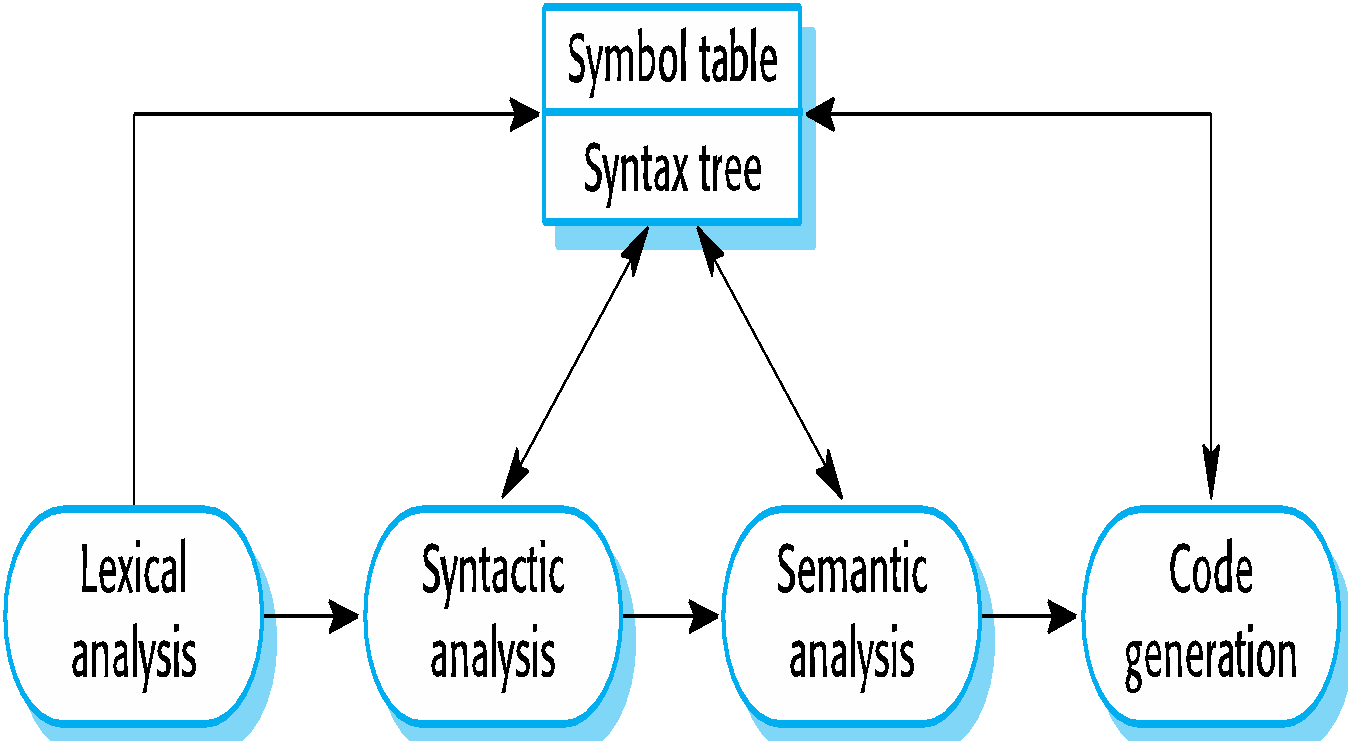 Symbol table
Syntax tree
Lexical
analysis
Syntactic
analysis
Semantic
analysis
Code
generation